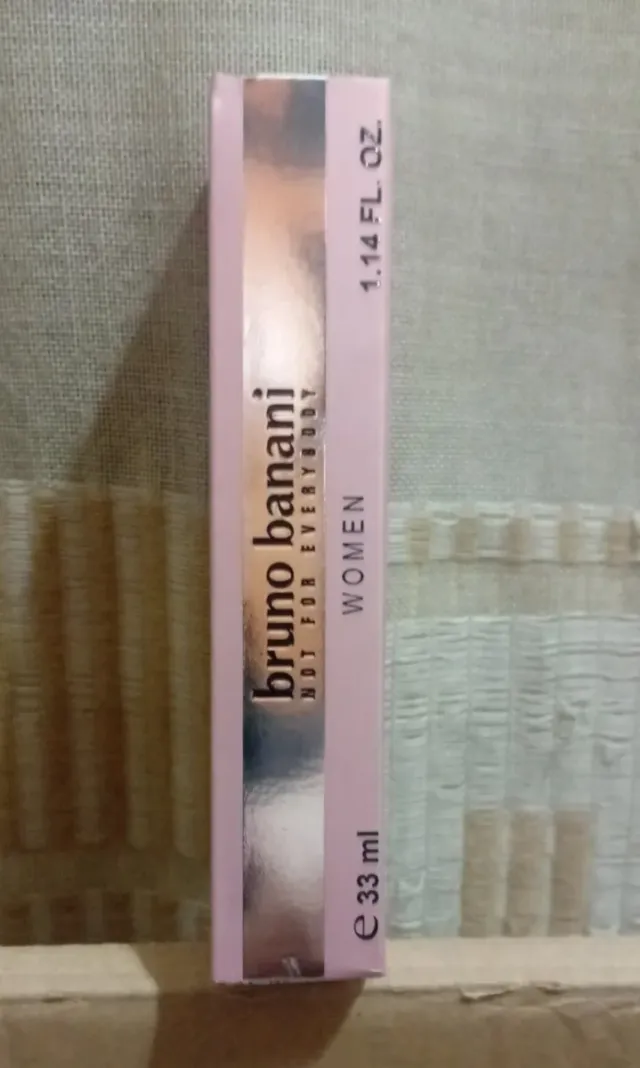 bruno banani
NOT FOR EVERYBODY
WOMEN
e 33 ml
1.14 FL. OZ.